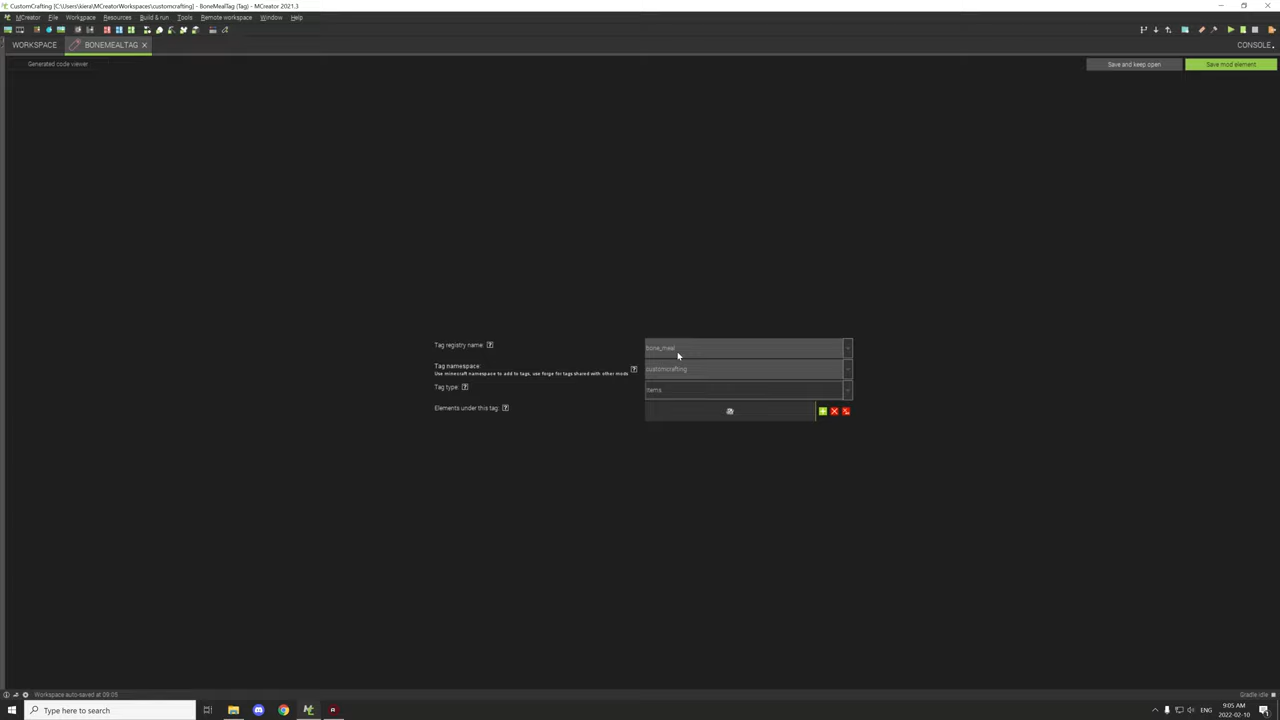 CustomCrafting [C:\Users\kiera\MCreatorWorkspaces\customcrafting] - BoneMealTag (Tag) - MCreator 2021.3
MCreator File Workspace Resources Build & run Tools Remote workspace Window Help
WORKSPACE BONEMEALTAG CONSOLE
Generated code viewer Save and keep open Save mod element
Tag registry name: bone_meal
Tag namespace: customcrafting
Use minecraft namespace to add to tags, use forge for tags shared with other mods
Tag type: Items
Elements under this tag:
Workspace auto-saved at 09:05 Gradle idle
Type here to search ENG 9:05 AM
2022-02-10